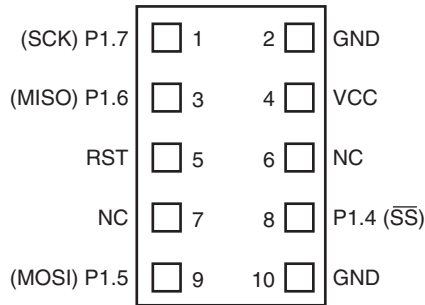 (SCK) P1.7 1 2 GND
(MISO) P1.6 3 4 VCC
RST 5 6 NC
NC 7 8 P1.4 (S̅S̅)
(MOSI) P1.5 9 10 GND